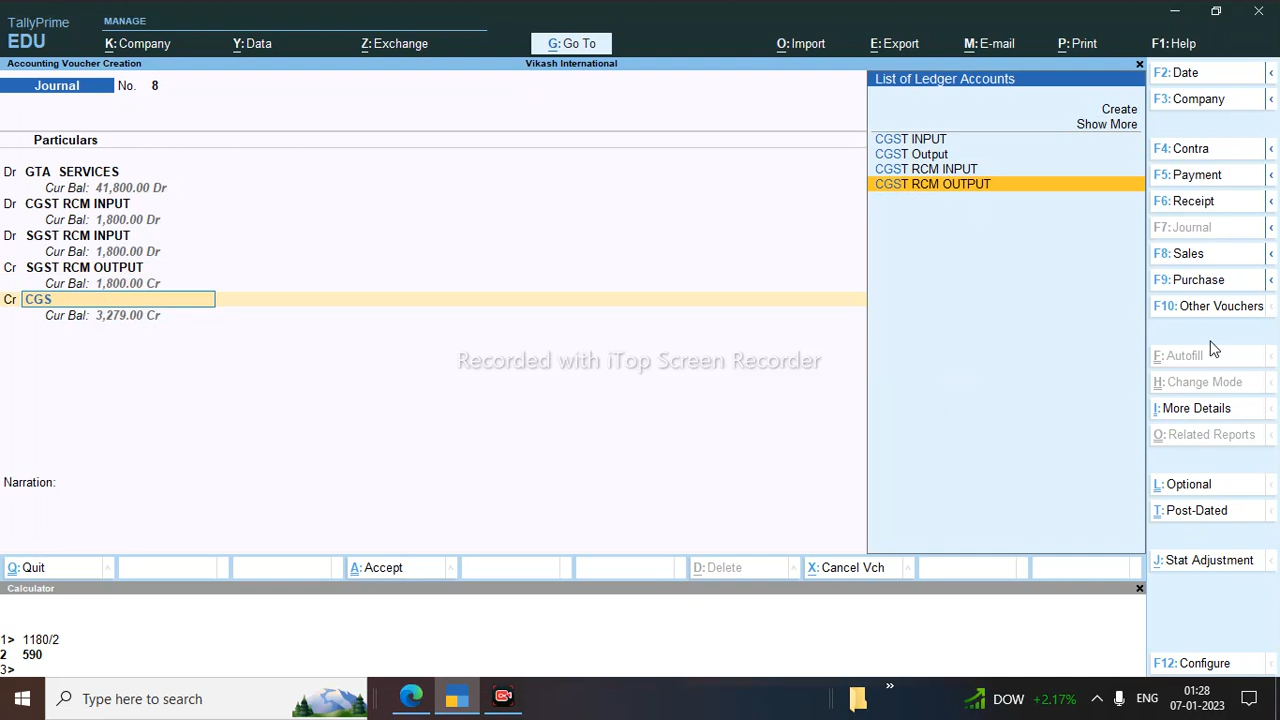 TallyPrime
EDU
MANAGE
K: Company
Y: Data
Z: Exchange
G: Go To
O: Import
E: Export
M: E-mail
P: Print
F1: Help
Accounting Voucher Creation
Vikash International
Journal
No. 8
Particulars
Dr GTA SERVICES
Cur Bal: 41,800.00 Dr
Dr CGST RCM INPUT
Cur Bal: 1,800.00 Dr
Dr SGST RCM INPUT
Cur Bal: 1,800.00 Dr
Cr SGST RCM OUTPUT
Cur Bal: 1,800.00 Cr
Cr CGS
Cur Bal: 3,279.00 Cr
Recorded with iTop Screen Recorder
Narration:
List of Ledger Accounts
Create
Show More
CGST INPUT
CGST Output
CGST RCM INPUT
CGST RCM OUTPUT
F2: Date
F3: Company
F4: Contra
F5: Payment
F6: Receipt
F7: Journal
F8: Sales
F9: Purchase
F10: Other Vouchers
F: Autofill
H: Change Mode
I: More Details
O: Related Reports
L: Optional
T: Post-Dated
J: Stat Adjustment
F12: Configure
Q: Quit
A: Accept
D: Delete
X: Cancel Vch
Calculator
1> 1180/2
2 590
3>
Type here to search
DOW +2.17%
ENG
01:28
07-01-2023